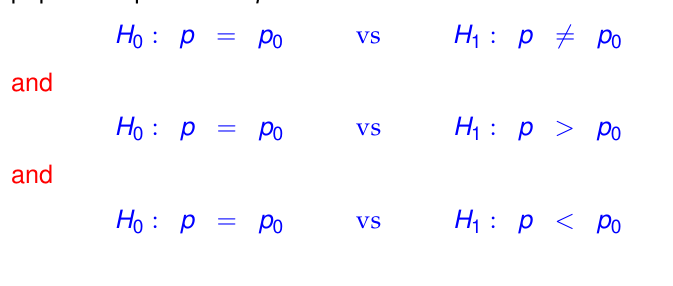 H₀ : p = p₀ vs H₁ : p ≠ p₀
and
H₀ : p = p₀ vs H₁ : p > p₀
and
H₀ : p = p₀ vs H₁ : p < p₀